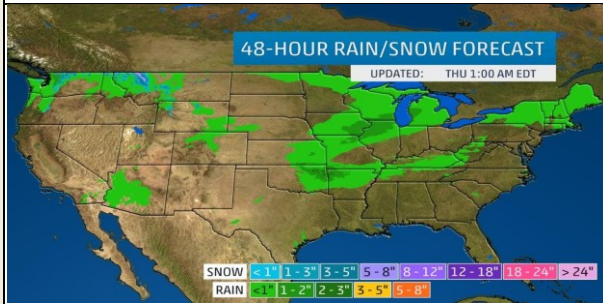 48-HOUR RAIN/SNOW FORECAST
UPDATED: THU 1:00 AM EDT
SNOW <1" 1 - 3" 3 - 5" 5 - 8" 8 - 12" 12 - 18" 18 - 24" > 24"
RAIN <1" 1 - 2" 2 - 3" 3 - 5" 5 - 8"